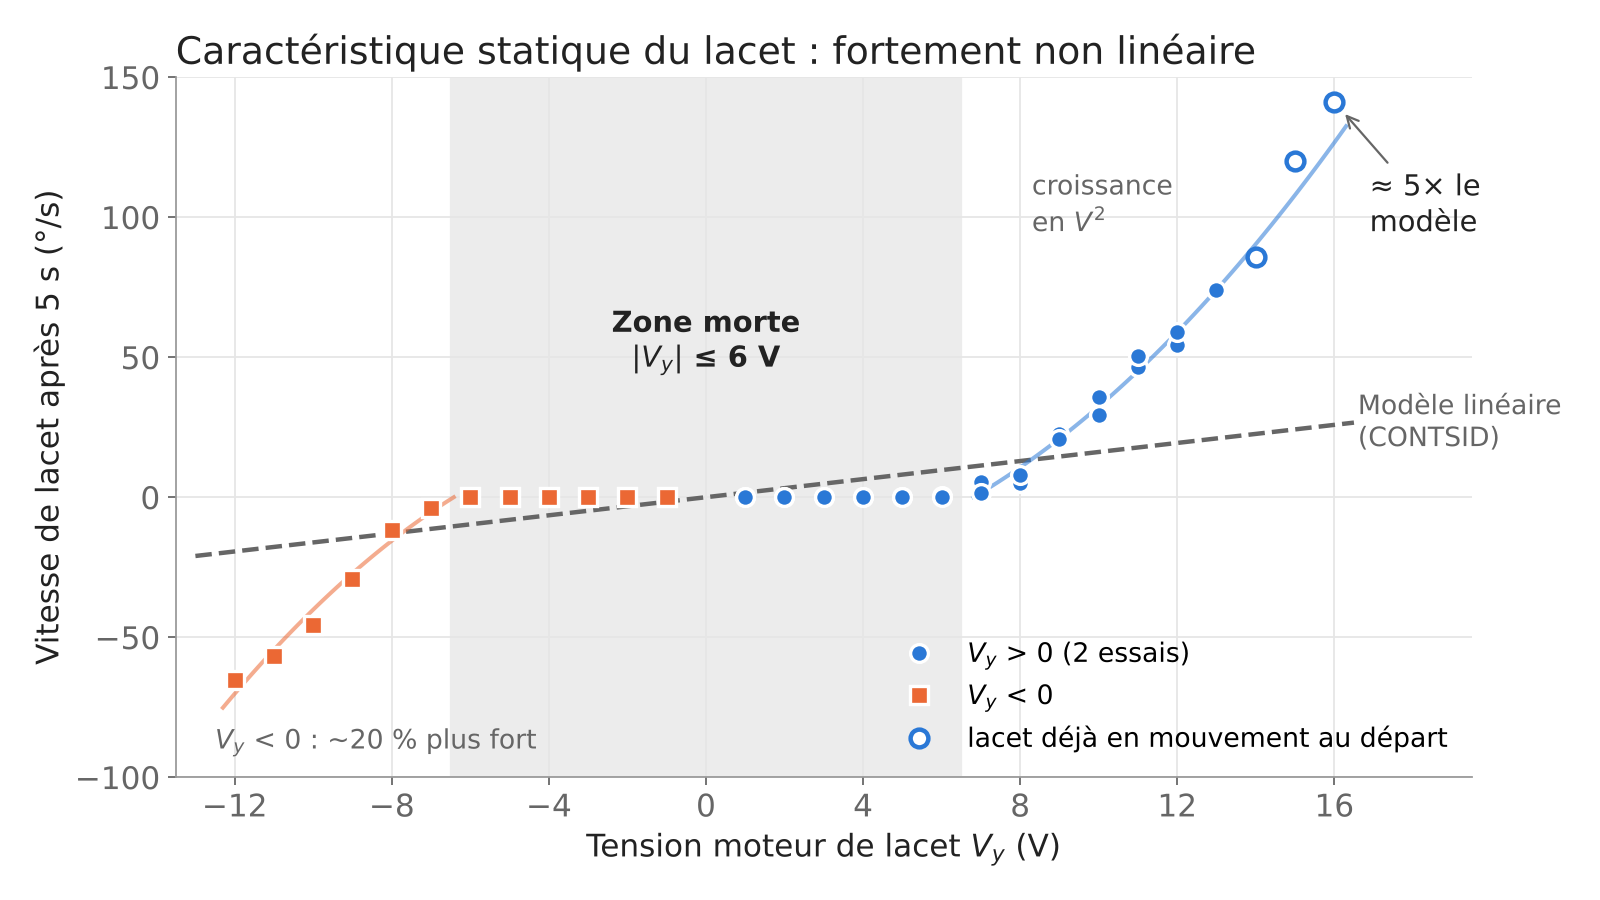 Caractéristique statique du lacet : fortement non linéaire
Vitesse de lacet après 5 s (°/s)
150
100
50
0
−50
−100
croissance
en V²
≈ 5× le
modèle
Zone morte
|Vy| ≤ 6 V
Modèle linéaire
(CONTSID)
Vy > 0 (2 essais)
Vy < 0
lacet déjà en mouvement au départ
Vy < 0 : ~20 % plus fort
−12 −8 −4 0 4 8 12 16
Tension moteur de lacet Vy (V)